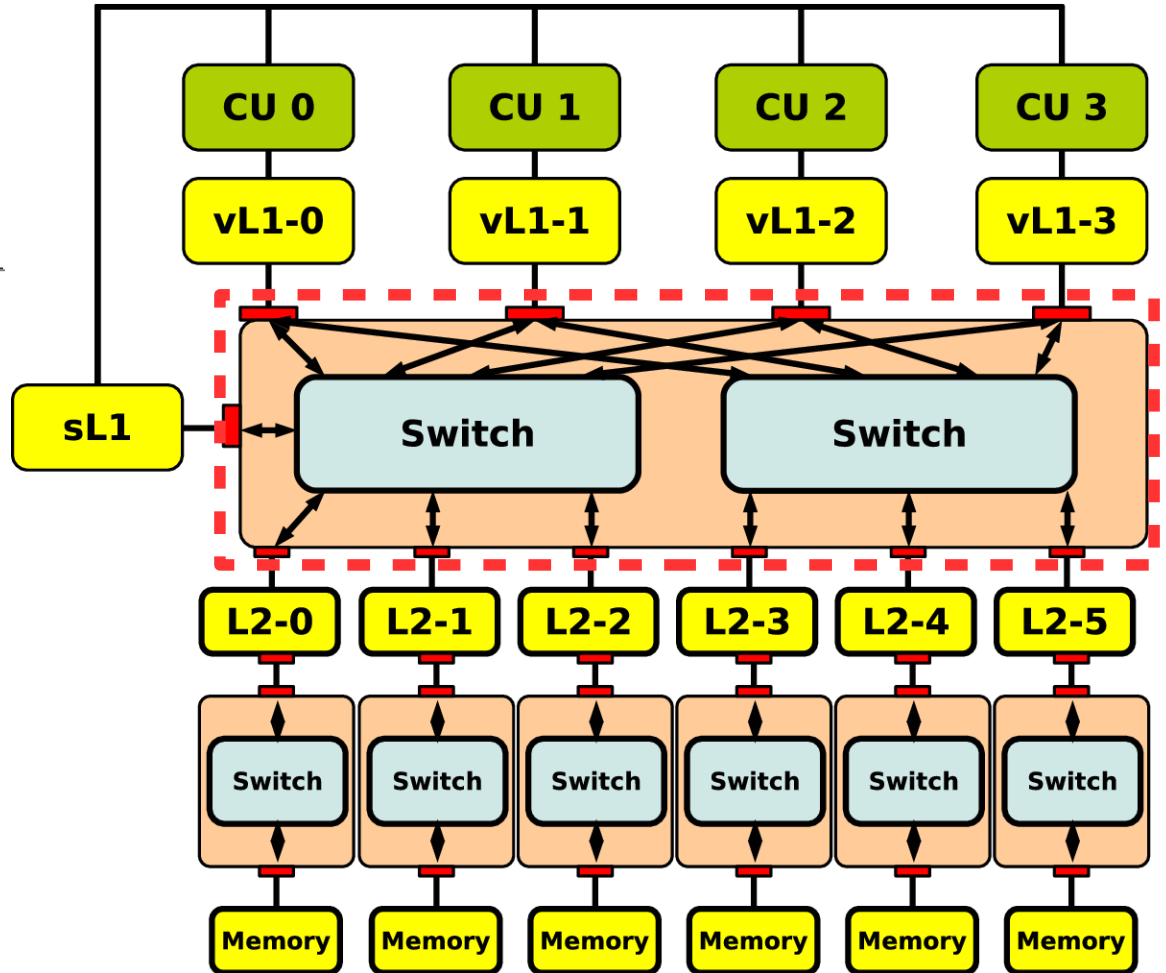 CU 0
CU 1
CU 2
CU 3
vL1-0
vL1-1
vL1-2
vL1-3
sL1
Switch
Switch
L2-0
L2-1
L2-2
L2-3
L2-4
L2-5
Switch
Switch
Switch
Switch
Switch
Switch
Memory
Memory
Memory
Memory
Memory
Memory